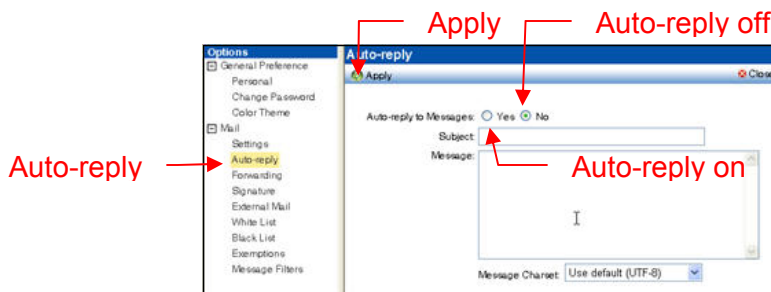 Apply
Auto-reply off
Options
Auto-reply
General Preference
Apply
Close
Personal
Change Password
Color Theme
Auto-reply to Messages: Yes No
Mail
Subject:
Settings
Message:
Auto-reply
Auto-reply
Auto-reply on
Forwarding
Signature
External Mail
White List
Black List
Exemptions
Message Filters
Message Charset: Use default (UTF-8)